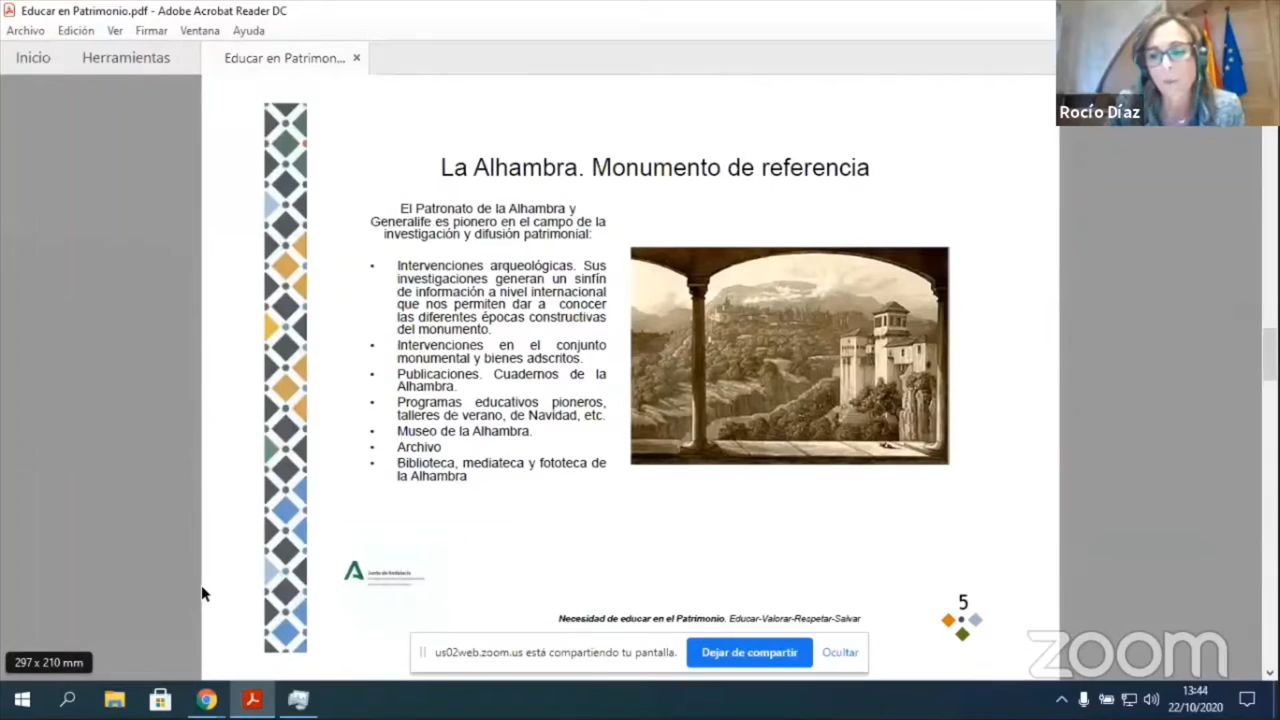 Educar en Patrimonio.pdf - Adobe Acrobat Reader DC
Archivo Edición Ver Firmar Ventana Ayuda
Inicio Herramientas Educar en Patrimon... ×
Rocío Díaz
La Alhambra. Monumento de referencia
El Patronato de la Alhambra y
Generalife es pionero en el campo de la
investigación y difusión patrimonial:
• Intervenciones arqueológicas. Sus
investigaciones generan un sinfín
de información a nivel internacional
que nos permiten dar a conocer
las diferentes épocas constructivas
del monumento.
• Intervenciones en el conjunto
monumental y bienes adscritos.
• Publicaciones. Cuadernos de la
Alhambra.
• Programas educativos pioneros,
talleres de verano, de Navidad, etc.
• Museo de la Alhambra.
• Archivo
• Biblioteca, mediateca y fototeca de
la Alhambra
Junta de Andalucía
5
Necesidad de educar en el Patrimonio. Educar-Valorar-Respetar-Salvar
us02web.zoom.us está compartiendo tu pantalla. Dejar de compartir Ocultar
297 x 210 mm
zoom
13:44
22/10/2020